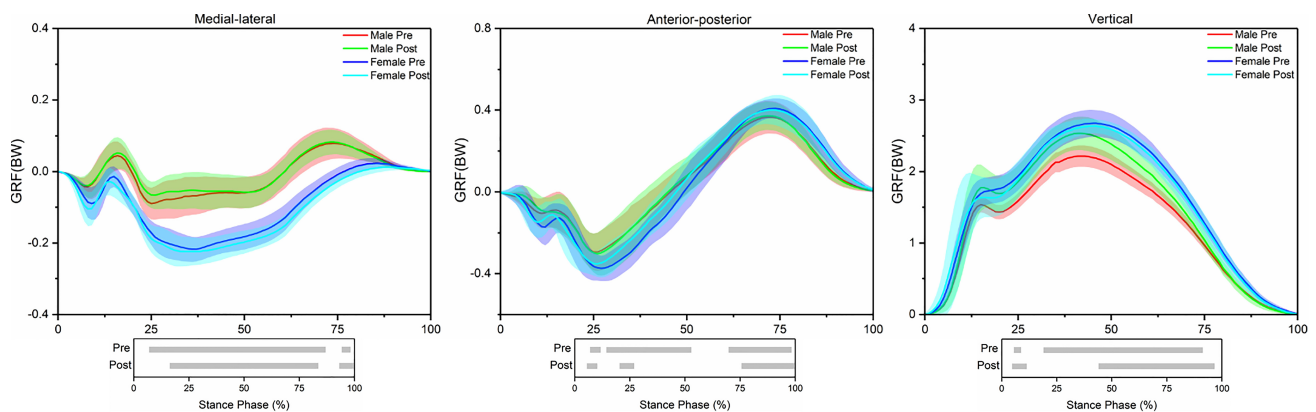 Medial-lateral
0.4
0.2
0.0
-0.2
-0.4
GRF(BW)
Male Pre
Male Post
Female Pre
Female Post
0 25 50 75 100
Pre
Post
0 25 50 75 100
Stance Phase (%)
Anterior-posterior
0.8
0.4
0.0
-0.4
GRF(BW)
Male Pre
Male Post
Female Pre
Female Post
0 25 50 75 100
Pre
Post
0 25 50 75 100
Stance Phase (%)
Vertical
4
3
2
1
0
GRF(BW)
Male Pre
Male Post
Female Pre
Female Post
0 25 50 75 100
Pre
Post
0 25 50 75 100
Stance Phase (%)